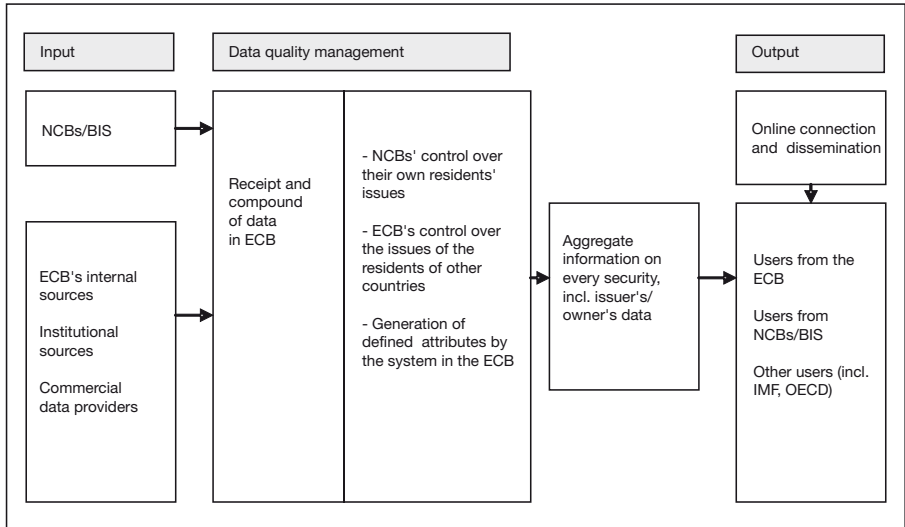 Input
Data quality management
Output
NCBs/BIS
ECB's internal
sources
Institutional
sources
Commercial
data providers
Receipt and
compound
of data
in ECB
- NCBs' control over
their own residents'
issues
- ECB's control over
the issues of the
residents of other
countries
- Generation of
defined attributes by
the system in the ECB
Aggregate
information on
every security,
incl. issuer's/
owner's data
Online connection
and dissemination
Users from the
ECB
Users from
NCBs/BIS
Other users (incl.
IMF, OECD)